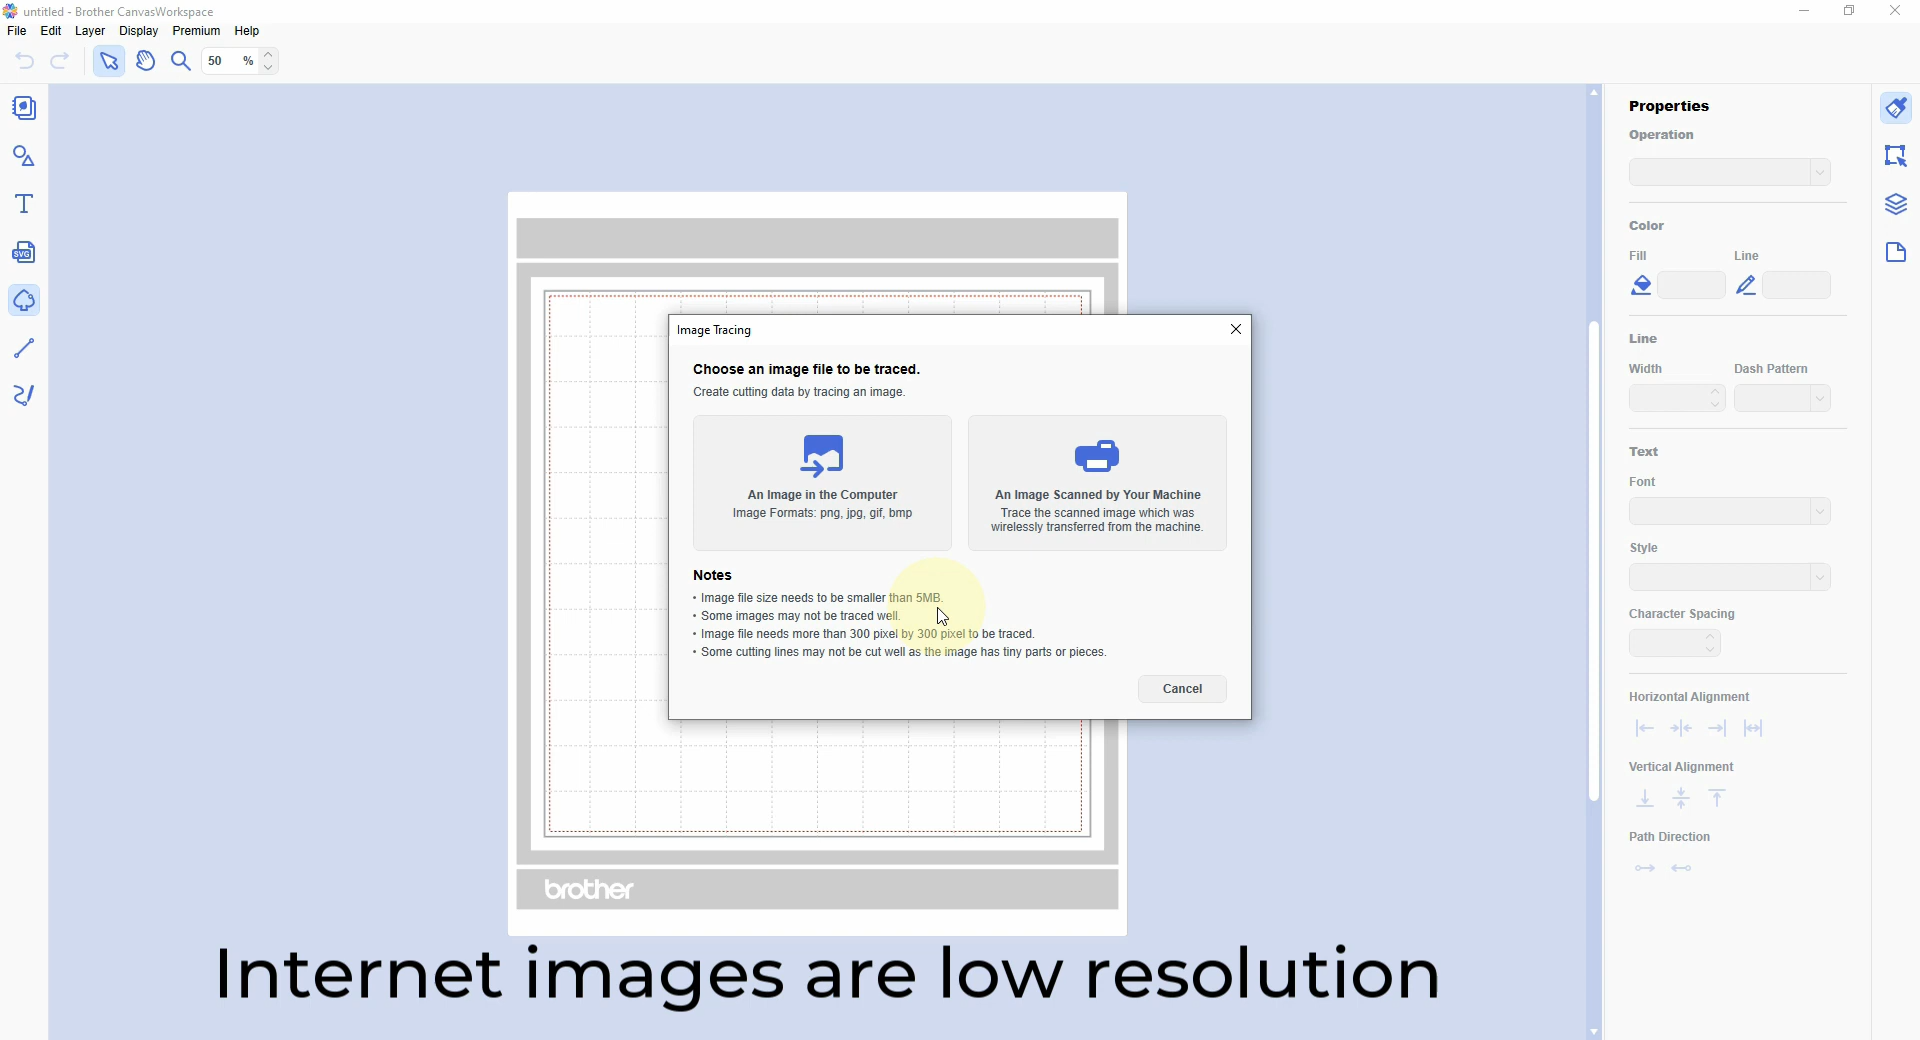 untitled - Brother CanvasWorkspace
File Edit Layer Display Premium Help
50 %
SVG
Properties
Operation
Color
Fill Line
Line
Width Dash Pattern
Text
Font
Style
Character Spacing
Horizontal Alignment
Vertical Alignment
Path Direction
Image Tracing
Choose an image file to be traced.
Create cutting data by tracing an image.
An Image in the Computer
Image Formats: png, jpg, gif, bmp
An Image Scanned by Your Machine
Trace the scanned image which was
wirelessly transferred from the machine.
Notes
• Image file size needs to be smaller than 5MB.
• Some images may not be traced well.
• Image file needs more than 300 pixel by 300 pixel to be traced.
• Some cutting lines may not be cut well as the image has tiny parts or pieces.
Cancel
brother
Internet images are low resolution